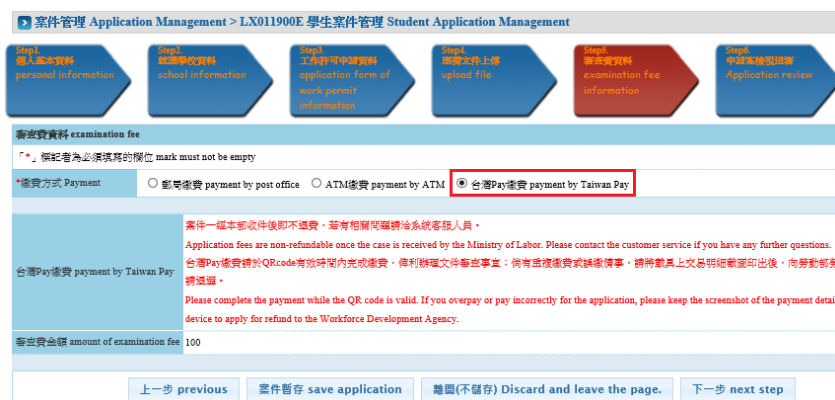 案件管理 Application Management > LX011900E 學生案件管理 Student Application Management
Step1.
個人基本資料
personal information
Step2.
就讀學校資料
school information
Step3.
工作許可申請資料
application form of
work permit
information
Step4.
應備文件上傳
upload file
Step5.
審查費資料
examination fee
information
Step6.
申請案檢視送審
Application review
審查費資料 examination fee
「*」標記者為必須填寫的欄位 mark must not be empty
*繳費方式 Payment
郵局繳費 payment by post office
ATM繳費 payment by ATM
台灣Pay繳費 payment by Taiwan Pay
台灣Pay繳費 payment by Taiwan Pay
案件一經本部收件後即不退費，若有相關問題請洽系統客服人員。
Application fees are non-refundable once the case is received by the Ministry of Labor. Please contact the customer service if you have any further questions.
台灣Pay繳費請於QRcode有效時間內完成繳費，俾利辦理文件審查事宜；倘有重複繳費或誤繳情事，請將載具上交易明細截圖印出後，向勞動部勞
請退還。
Please complete the payment while the QR code is valid. If you overpay or pay incorrectly for the application, please keep the screenshot of the payment detai
device to apply for refund to the Workforce Development Agency.
審查費金額 amount of examination fee
100
上一步 previous
案件暫存 save application
離開(不儲存) Discard and leave the page.
下一步 next step